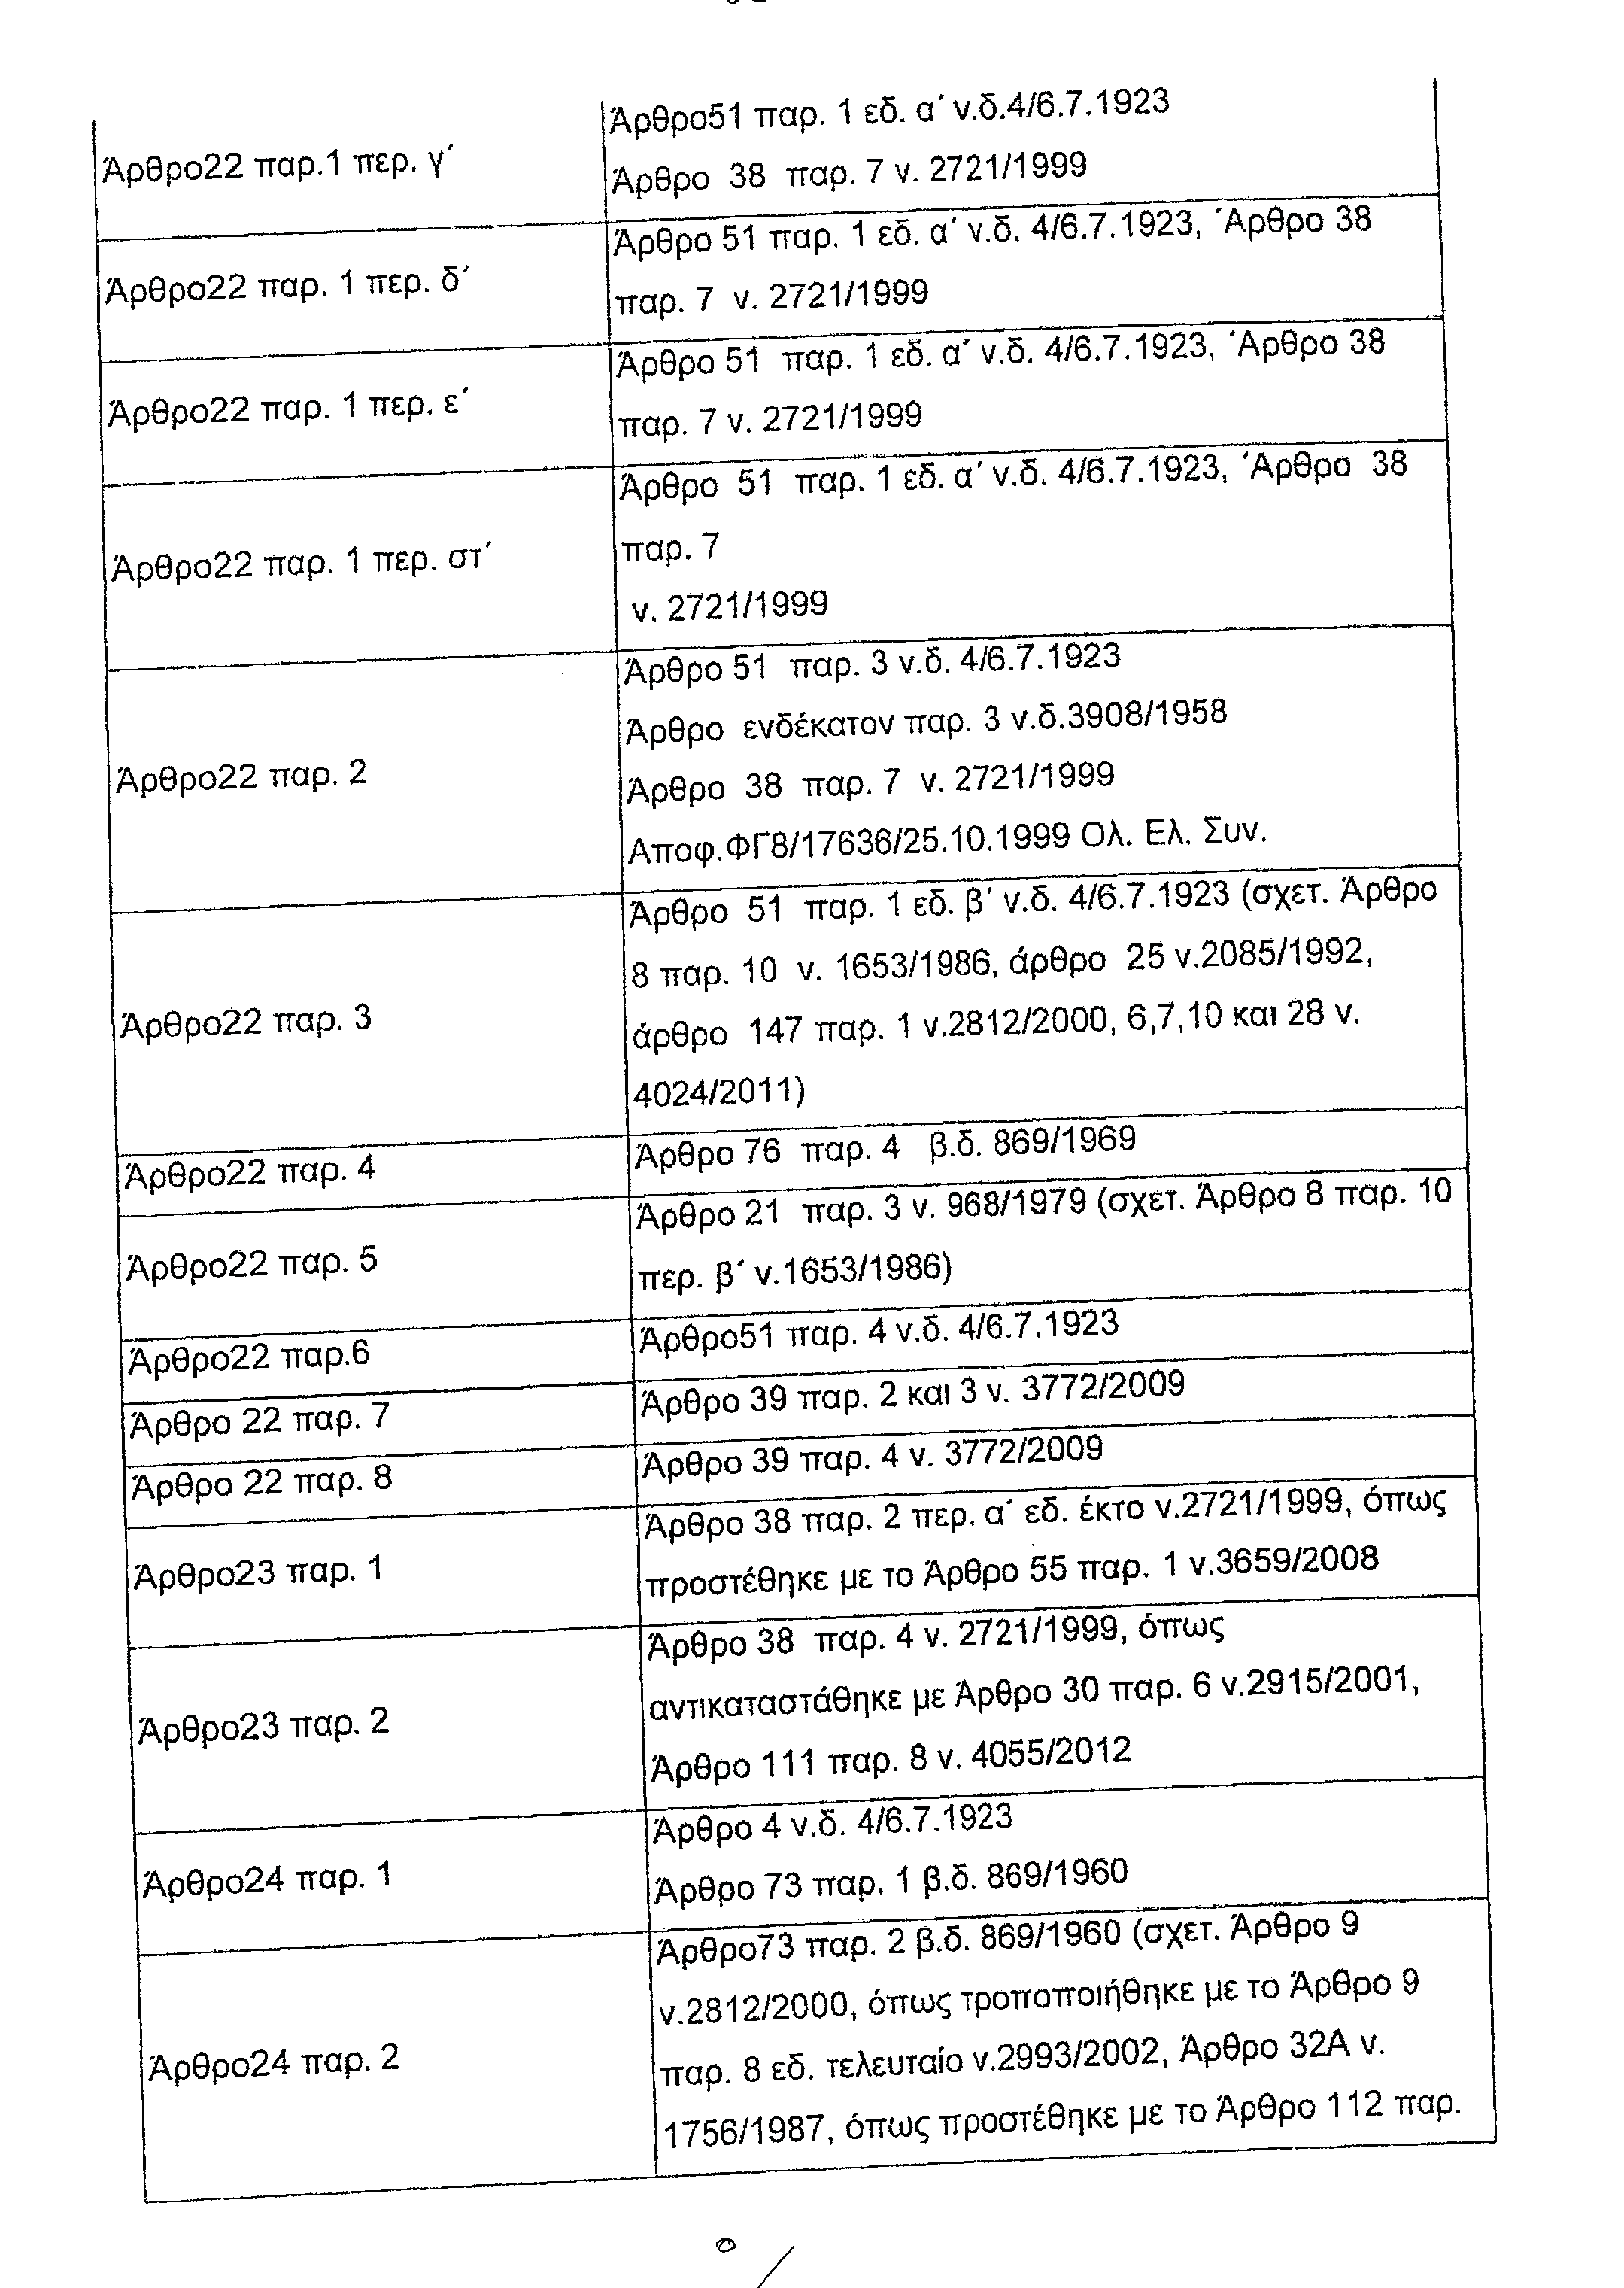 Άρθρο22 παρ.1 περ. γ΄
Άρθρο51 παρ. 1 εδ. α΄ ν.δ.4/6.7.1923
Άρθρο 38 παρ. 7 ν. 2721/1999
Άρθρο22 παρ. 1 περ. δ΄
Άρθρο 51 παρ. 1 εδ. α΄ ν.δ. 4/6.7.1923, Άρθρο 38
παρ. 7 ν. 2721/1999
Άρθρο22 παρ. 1 περ. ε΄
Άρθρο 51 παρ. 1 εδ. α΄ ν.δ. 4/6.7.1923, Άρθρο 38
παρ. 7 ν. 2721/1999
Άρθρο22 παρ. 1 περ. στ΄
Άρθρο 51 παρ. 1 εδ. α΄ ν.δ. 4/6.7.1923, Άρθρο 38
παρ. 7
ν. 2721/1999
Άρθρο22 παρ. 2
Άρθρο 51 παρ. 3 ν.δ. 4/6.7.1923
Άρθρο ενδέκατον παρ. 3 ν.δ.3908/1958
Άρθρο 38 παρ. 7 ν. 2721/1999
Αποφ.ΦΓ8/17636/25.10.1999 Ολ. Ελ. Συν.
Άρθρο22 παρ. 3
Άρθρο 51 παρ. 1 εδ. β΄ ν.δ. 4/6.7.1923 (σχετ. Άρθρο
8 παρ. 10 ν. 1653/1986, άρθρο 25 ν.2085/1992,
άρθρο 147 παρ. 1 ν.2812/2000, 6,7,10 και 28 ν.
4024/2011)
Άρθρο22 παρ. 4
Άρθρο 76 παρ. 4 β.δ. 869/1969
Άρθρο22 παρ. 5
Άρθρο 21 παρ. 3 ν. 968/1979 (σχετ. Άρθρο 8 παρ. 10
περ. β΄ ν.1653/1986)
Άρθρο22 παρ.6
Άρθρο51 παρ. 4 ν.δ. 4/6.7.1923
Άρθρο 22 παρ. 7
Άρθρο 39 παρ. 2 και 3 ν. 3772/2009
Άρθρο 22 παρ. 8
Άρθρο 39 παρ. 4 ν. 3772/2009
Άρθρο23 παρ. 1
Άρθρο 38 παρ. 2 περ. α΄ εδ. έκτο ν.2721/1999, όπως
προστέθηκε με το Άρθρο 55 παρ. 1 ν.3659/2008
Άρθρο23 παρ. 2
Άρθρο 38 παρ. 4 ν. 2721/1999, όπως
αντικαταστάθηκε με Άρθρο 30 παρ. 6 ν.2915/2001,
Άρθρο 111 παρ. 8 ν. 4055/2012
Άρθρο24 παρ. 1
Άρθρο 4 ν.δ. 4/6.7.1923
Άρθρο 73 παρ. 1 β.δ. 869/1960
Άρθρο24 παρ. 2
Άρθρο73 παρ. 2 β.δ. 869/1960 (σχετ. Άρθρο 9
ν.2812/2000, όπως τροποποιήθηκε με το Άρθρο 9
παρ. 8 εδ. τελευταίο ν.2993/2002, Άρθρο 32Α ν.
1756/1987, όπως προστέθηκε με το Άρθρο 112 παρ.